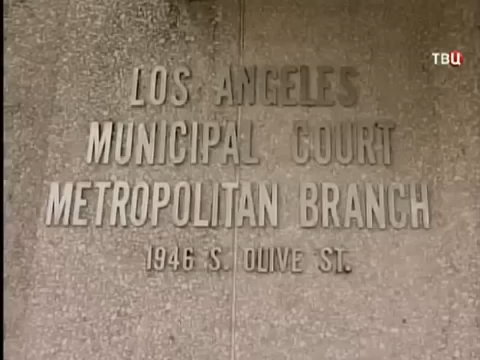 ТВЦ
LOS ANGELES
MUNICIPAL COURT
METROPOLITAN BRANCH
1946 S. OLIVE ST.